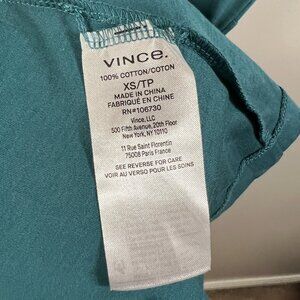 VINCE.
100% COTTON/COTON
XS/TP
MADE IN CHINA
FABRIQUÉ EN CHINE
RN#106730
Vince, LLC
500 Fifth Avenue, 20th Floor
New York, NY 10110
11 Rue Saint Florentin
75008 Paris France
SEE REVERSE FOR CARE
VOIR AU VERSO POUR LES SOINS